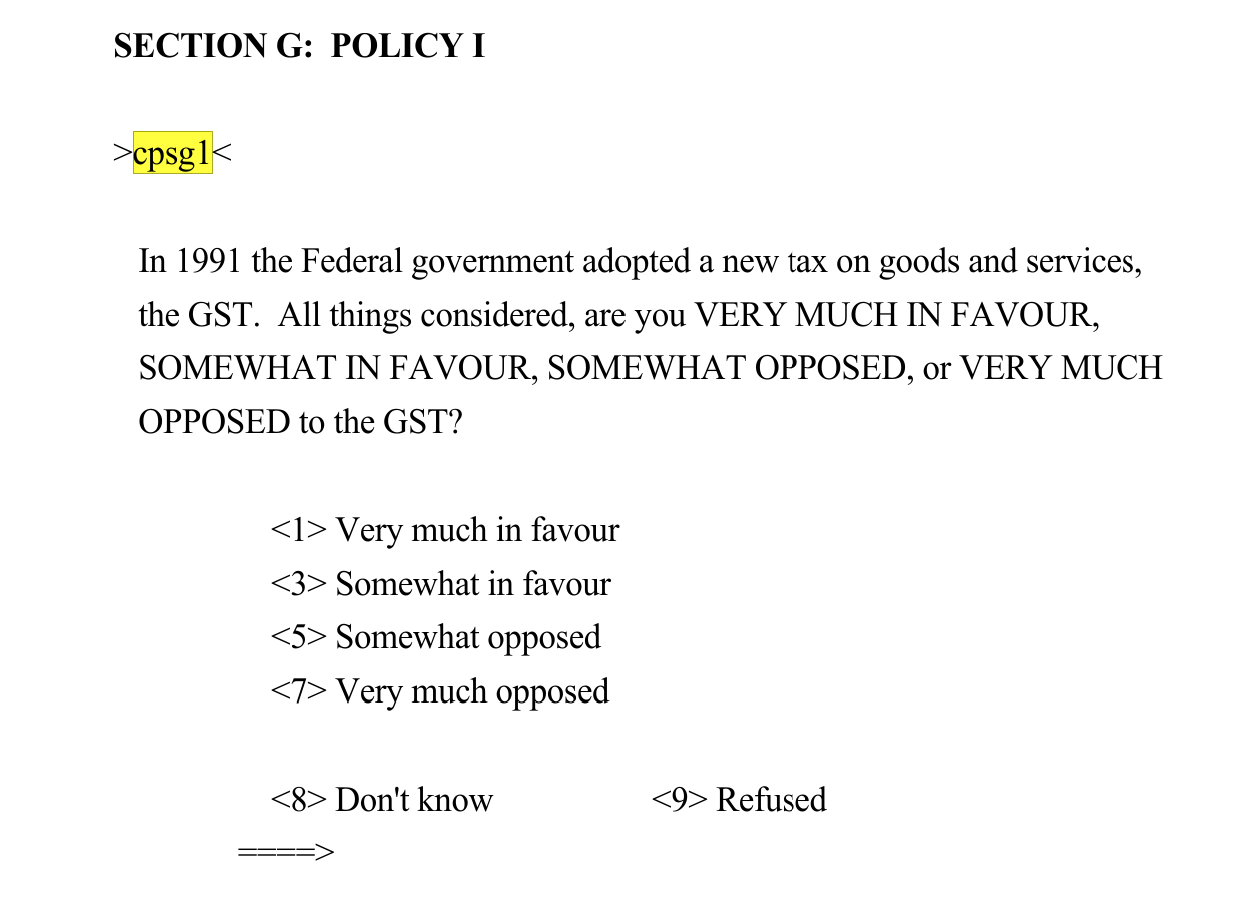 SECTION G:  POLICY I
>cpsg1<
In 1991 the Federal government adopted a new tax on goods and services,
the GST.  All things considered, are you VERY MUCH IN FAVOUR,
SOMEWHAT IN FAVOUR, SOMEWHAT OPPOSED, or VERY MUCH
OPPOSED to the GST?
<1> Very much in favour
<3> Somewhat in favour
<5> Somewhat opposed
<7> Very much opposed
<8> Don't know <9> Refused
====>